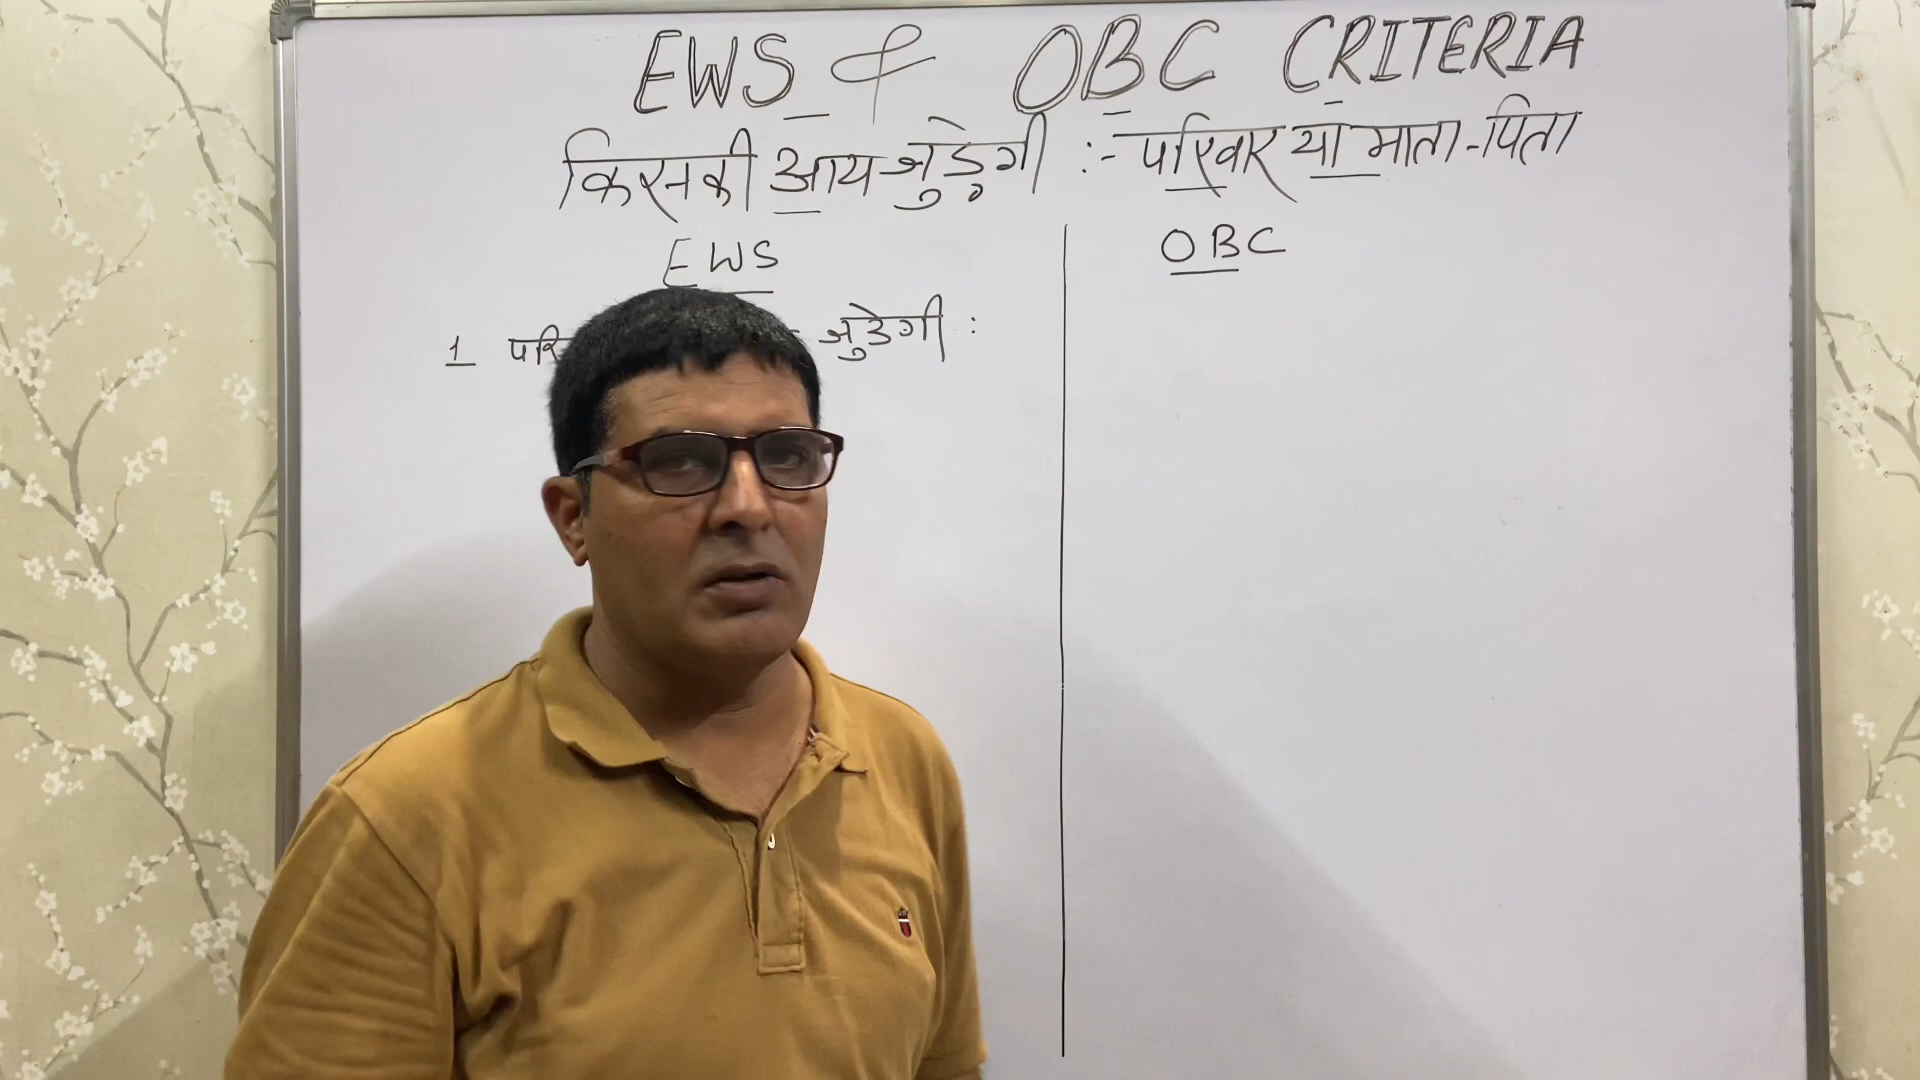 EWS & OBC CRITERIA
किसकी आय जुड़ेगी :- परिवार या माता-पिता
EWS
OBC
1 जुडेगी :